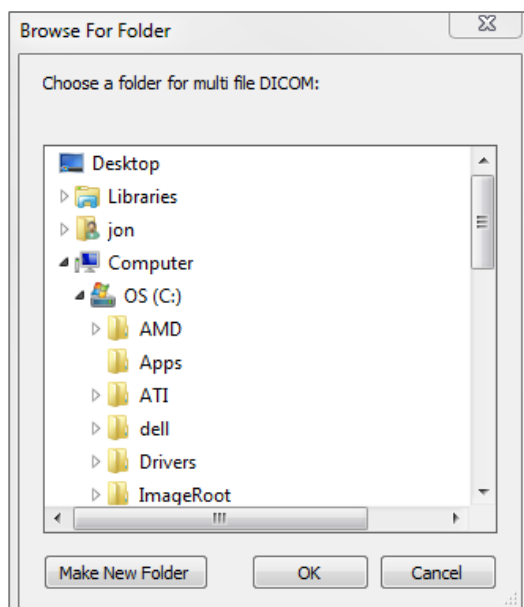 Browse For Folder
Choose a folder for multi file DICOM:
Desktop
Libraries
jon
Computer
OS (C:)
AMD
Apps
ATI
dell
Drivers
ImageRoot
Make New Folder OK Cancel